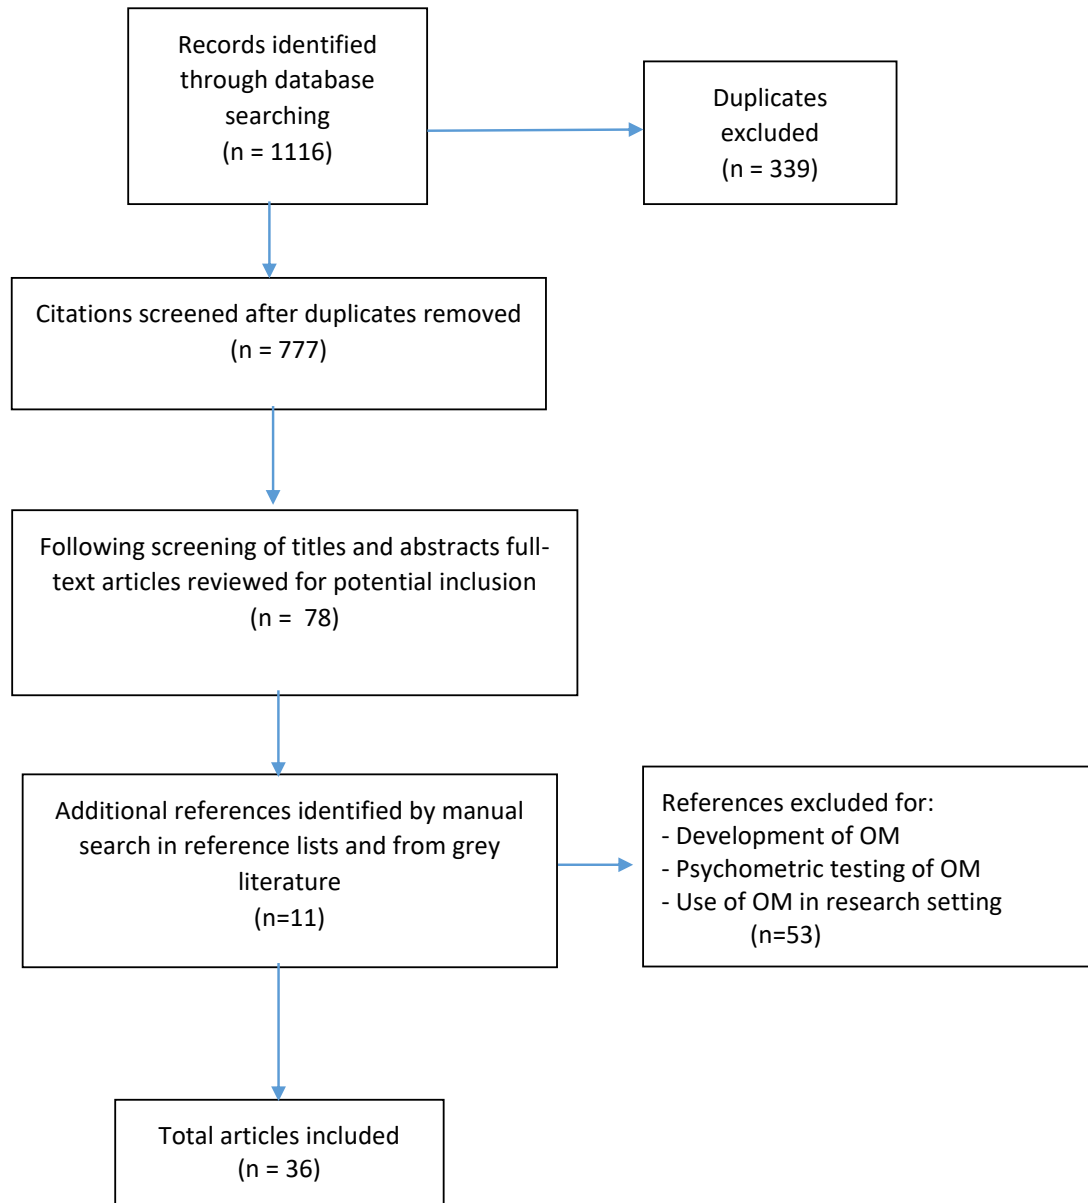 Records identified
through database
searching
(n = 1116)
Duplicates
excluded
(n = 339)
Citations screened after duplicates removed
(n = 777)
Following screening of titles and abstracts full-
text articles reviewed for potential inclusion
(n =  78)
Additional references identified by manual
search in reference lists and from grey
literature
(n=11)
References excluded for:
- Development of OM
- Psychometric testing of OM
- Use of OM in research setting
(n=53)
Total articles included
(n = 36)